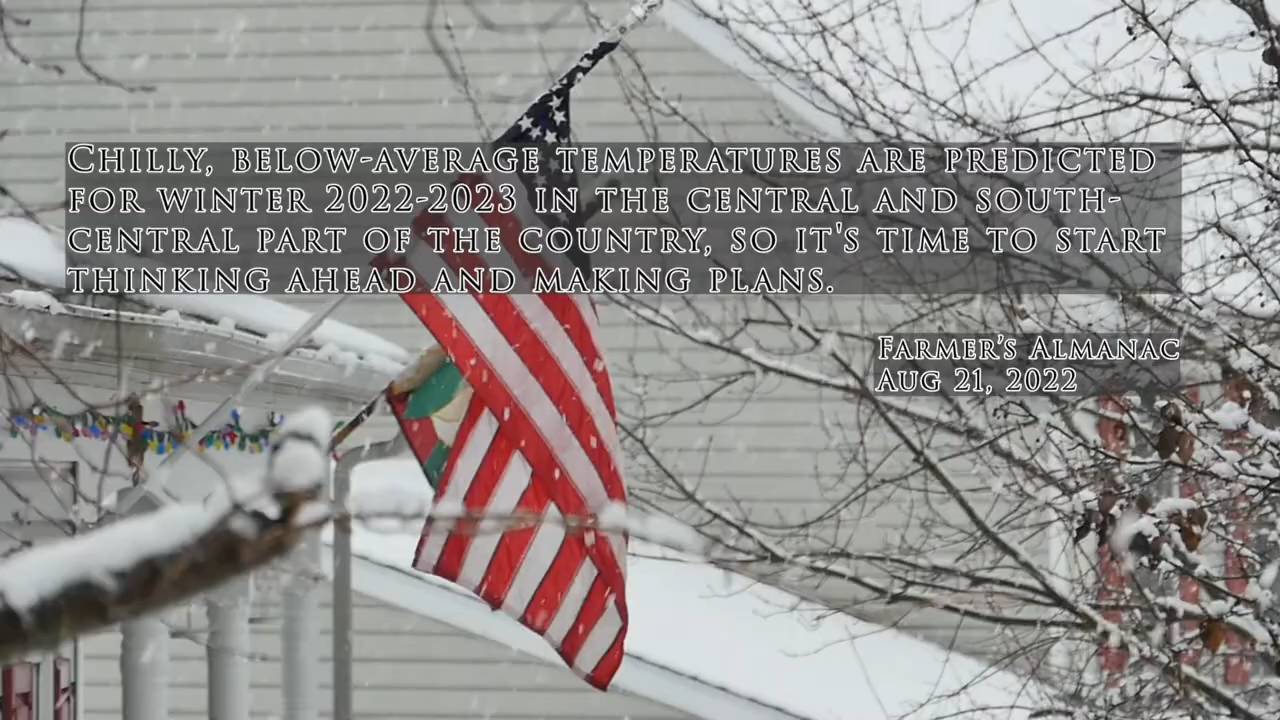 Chilly, below-average temperatures are predicted
for winter 2022-2023 in the central and south-
central part of the country, so it's time to start
thinking ahead and making plans.
Farmer’s Almanac
Aug 21, 2022